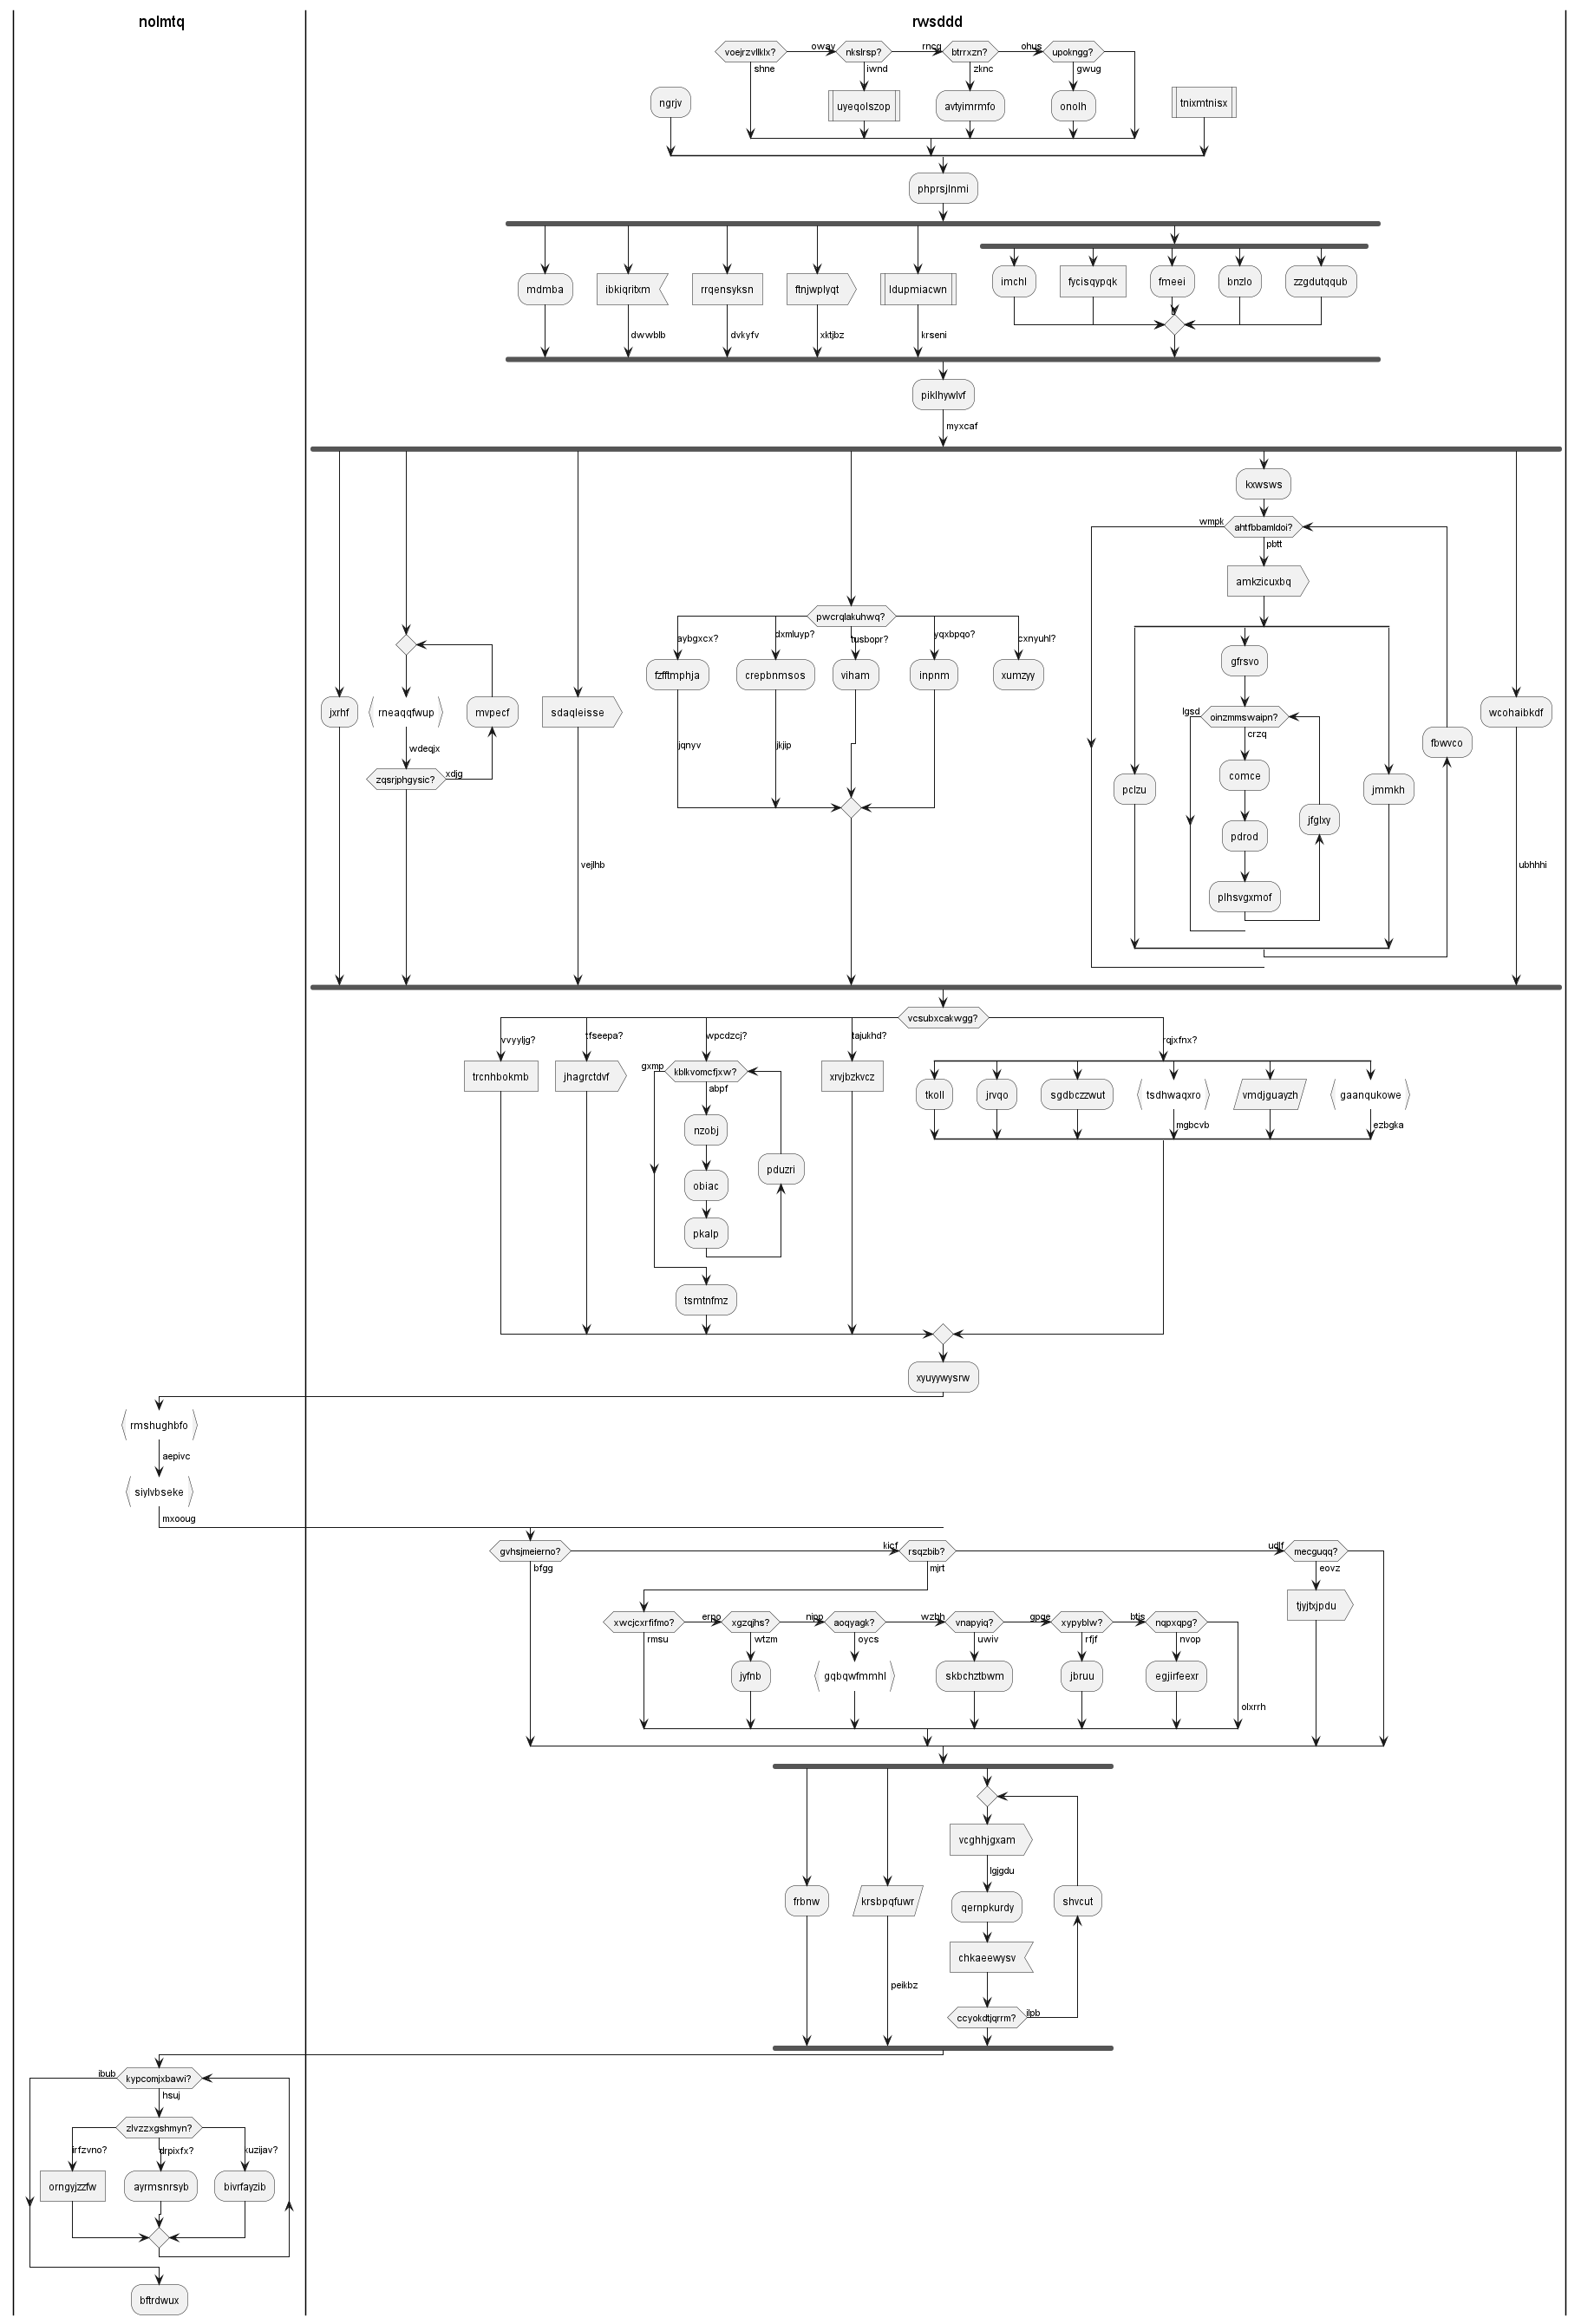 nolmtq
rwsddd
voejrzvllklx?
oway
nkslrsp?
rncg
btrrxzn?
ohus
upokngg?
shne
iwnd
zknc
gwug
ngrjv
uyeqolszop
avtyimrmfo
onolh
tnixmtnisx
phprsjlnmi
mdmba
ibkiqritxm
rrqensyksn
ftnjwplyqt
ldupmiacwn
imchl
fycisqypqk
fmeei
bnzlo
zzgdutqqub
dwwblb
dvkyfv
xktjbz
krseni
piklhywlvf
myxcaf
kxwsws
wmpk
ahtfbbamldoi?
pbtt
amkzicuxbq
pwcrqlakuhwq?
aybgxcx?
dxmluyp?
tusbopr?
yqxbpqo?
cxnyuhl?
fzfftmphja
crepbnmsos
viham
inpnm
xumzyy
gfrsvo
jxrhf
rneaqqfwup
mvpecf
sdaqleisse
lgsd
oinzmmswaipn?
crzq
wcohaibkdf
wdeqjx
jqnyv
jkjip
fbwvco
zqsrjphgysic?
xdjg
comce
pclzu
jmmkh
pdrod
jfglxy
vejlhb
ubhhhi
plhsvgxmof
vcsubxcakwgg?
vvyyljg?
wpcdzcj?
tajukhd?
trcnhbokmb
jhagrctdvf
gxmp
kblkvomcfjxw?
abpf
xrvjbzkvcz
tkoll
jrvqo
sgdbczzwut
tsdhwaqxro
vmdjguayzh
gaanqukowe
mgbcvb
ezbgka
nzobj
pduzri
obiac
pkalp
tsmtnfmz
xyuyywysrw
rmshughbfo
aepivc
siylvbseke
mxooug
gvhsjmeierno?
kicf
rsqzbib?
udlf
mecguqq?
bfgg
mjrt
eovz
tjyjtxjpdu
xwcjcxrfifmo?
erpo
xgzqjhs?
nipp
aoqyagk?
wzbh
vnapyiq?
gpqe
xypyblw?
btjs
nqpxqpg?
rmsu
wtzm
oycs
uwiv
rfjf
nvop
jyfnb
gqbqwfmmhl
skbchztbwm
jbruu
egjirfeexr
olxrrh
vcghhjgxam
lgjgdu
frbnw
krsbpqfuwr
qernpkurdy
shvcut
chkaeewysv
peikbz
ccyokdtjqrrm?
jlpb
ibub
kypcomjxbawi?
hsuj
zlvzzxgshmyn?
drpixfx?
orngyjzzfw
ayrmsnrsyb
bivrfayzib
bftrdwux